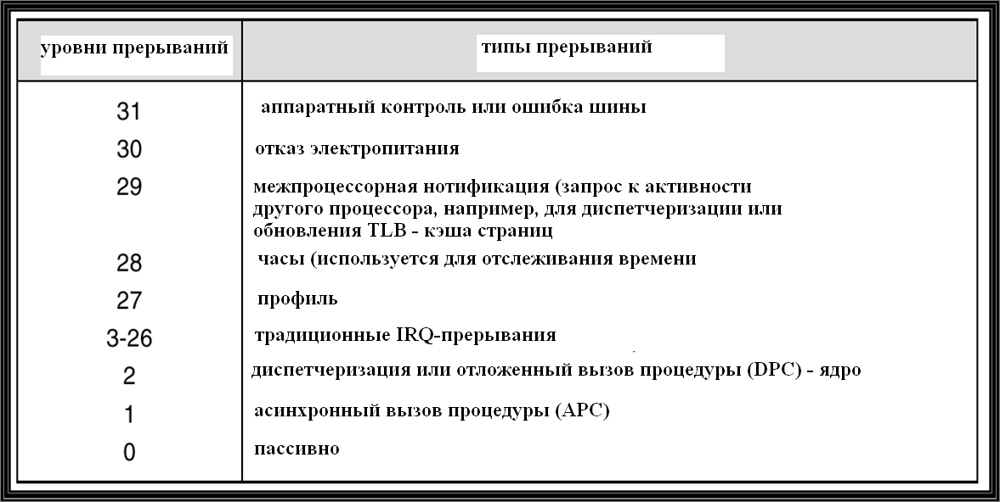 уровни прерываний типы прерываний
31 аппаратный контроль или ошибка шины
30 отказ электропитания
29 межпроцессорная нотификация (запрос к активности
другого процессора, например, для диспетчеризации или
обновления TLB - кэша страниц
28 часы (используется для отслеживания времени
27 профиль
3-26 традиционные IRQ-прерывания
2 диспетчеризация или отложенный вызов процедуры (DPC) - ядро
1 асинхронный вызов процедуры (APC)
0 пассивно